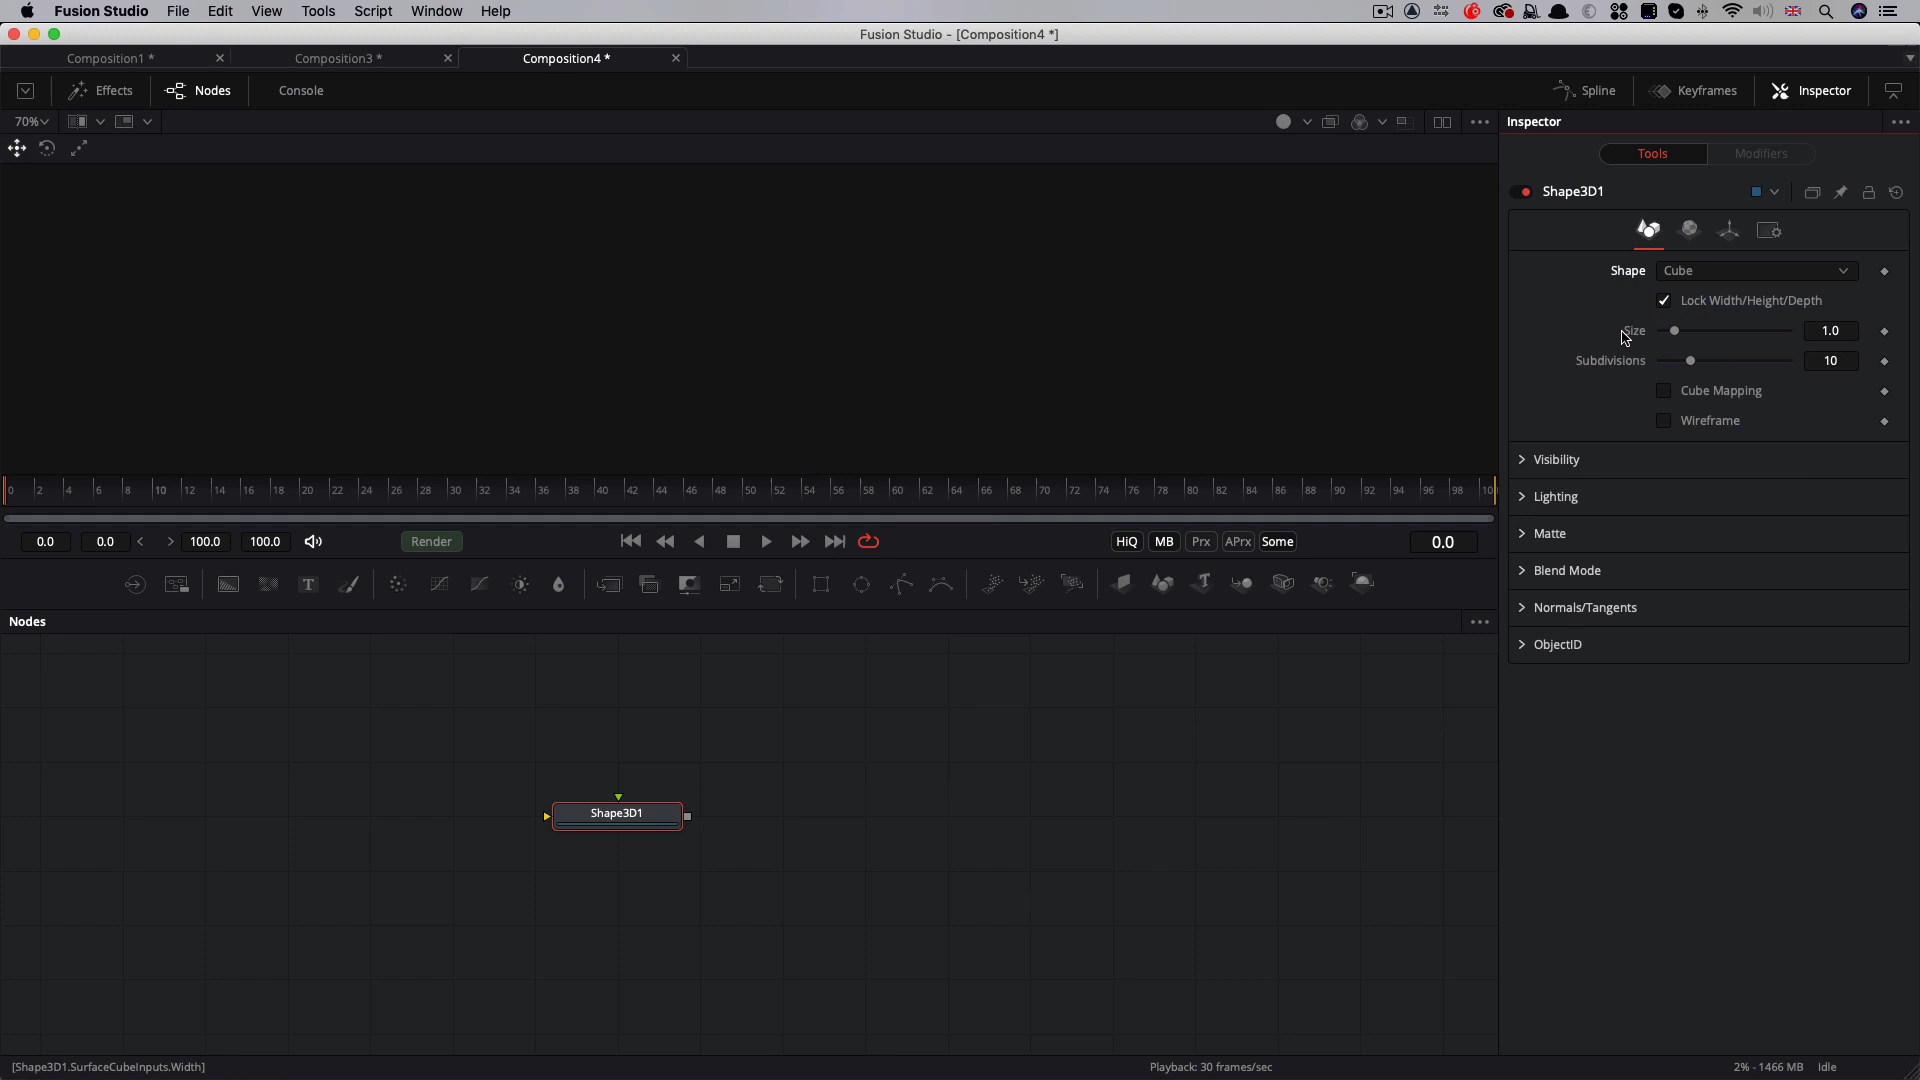 Fusion Studio File Edit View Tools Script Window Help
Fusion Studio - [Composition4 *]
Composition1 * Composition3 * Composition4 *
Effects Nodes Console Spline Keyframes Inspector
70% Inspector
Tools Modifiers
Shape3D1
Shape Cube
Lock Width/Height/Depth
Size 1.0
Subdivisions 10
Cube Mapping
Wireframe
Visibility
Lighting
Matte
Blend Mode
Normals/Tangents
ObjectID
0 2 4 6 8 10 12 14 16 18 20 22 24 26 28 30 32 34 36 38 40 42 44 46 48 50 52 54 56 58 60 62 64 66 68 70 72 74 76 78 80 82 84 86 88 90 92 94 96 98 10
0.0 0.0 < > 100.0 100.0 Render HiQ MB Prx APrx Some 0.0
T T
Nodes
Shape3D1
[Shape3D1.SurfaceCubeInputs.Width] Playback: 30 frames/sec 2% - 1466 MB Idle